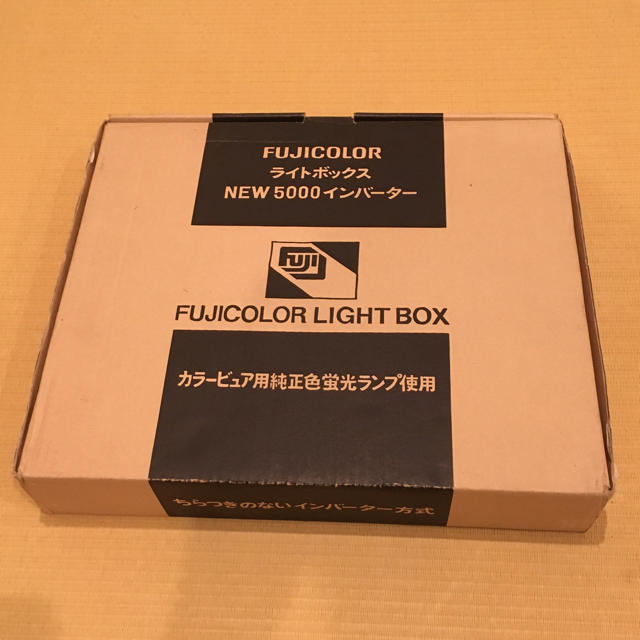 FUJICOLOR
ライトボックス
NEW 5000インバーター
FUJI
FUJICOLOR LIGHT BOX
カラービュア用純正色蛍光ランプ使用
ちらつきのないインバーター方式